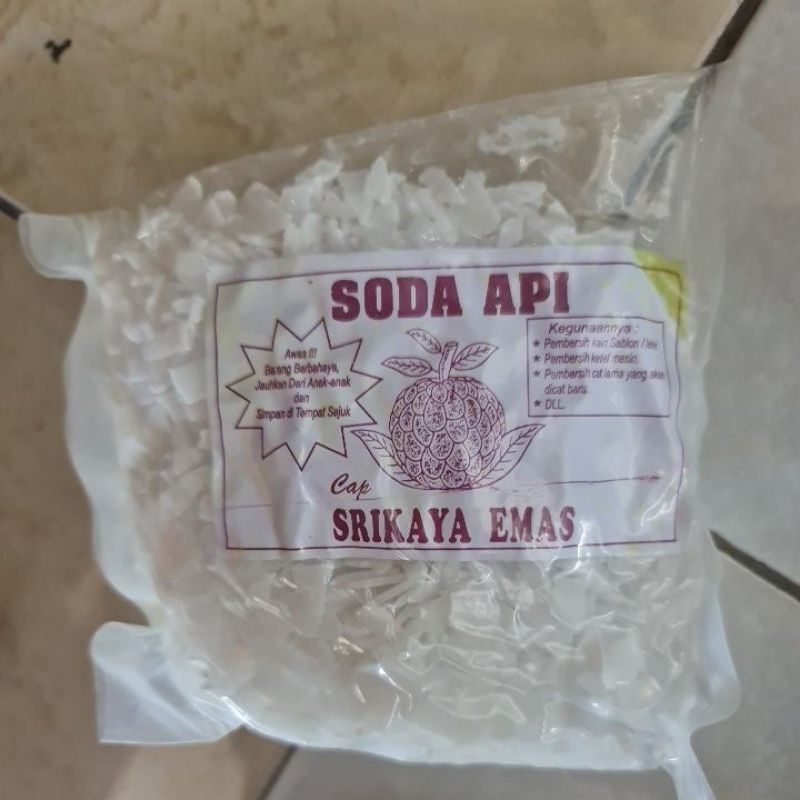 SODA API
Awas !!!
Barang Berbahaya,
Jauhkan Dari Anak-anak
dan
Simpan di Tempat Sejuk
Kegunaannya :
★ Pembersih kain Sablon /
★ Pembersih ketel mesin.
★ Pembersih cat lama yang akan
dicat baru.
★ DLL
Cap
SRIKAYA EMAS